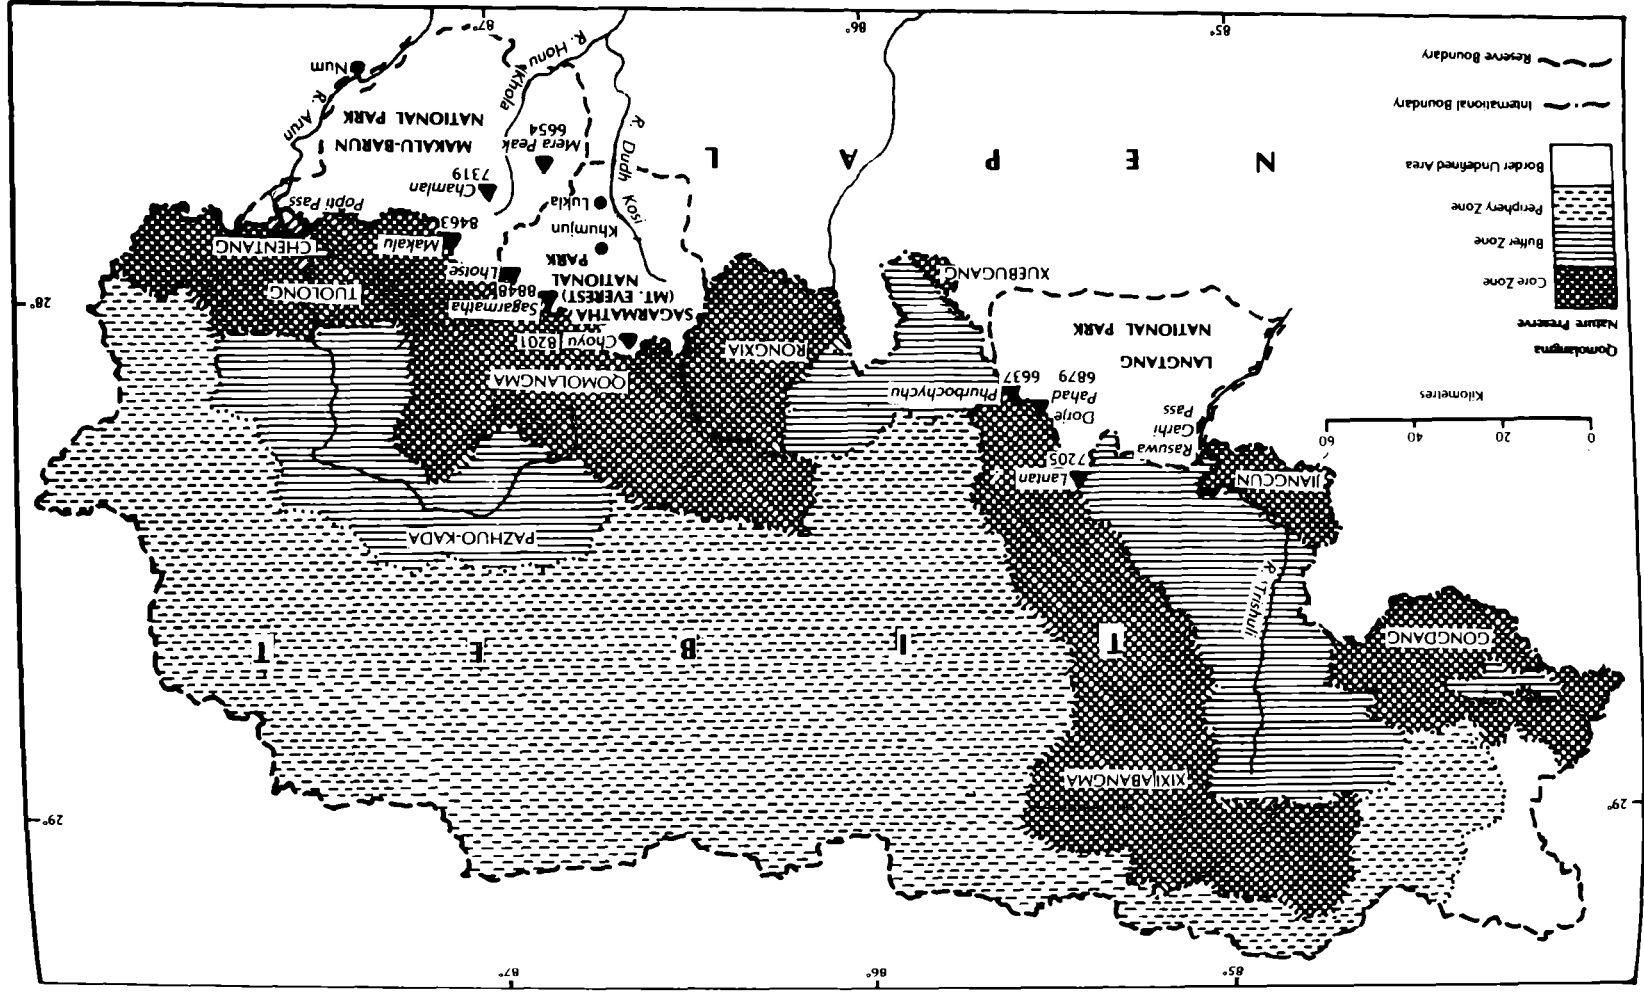 85°
86°
87°
29°
29°
XIXIABANGMA
T
I
B
E
T
GONGDANG
R. Trishuli
PAZHUO-KADA
JIANGCUN
Lantan
7205
Rasuwa
Garhi
Pass
Dorje
Pahad
6879
6637
Phurbochychu
QOMOLANGMA
RONGXIA
Choyu
8201
0
20
40
60
Kilometres
LANGTANG
NATIONAL PARK
XUEBUGANG
SAGARMATHA
(MT. EVEREST)
NATIONAL
PARK
Sagarmatha
8848
Lhotse
TUOLONG
28°
Makalu
8463
CHENTANG
Popti Pass
Khumjun
Lukla
Qomolangma
Nature Preserve
Core Zone
Buffer Zone
Periphery Zone
Border Undefined Area
International Boundary
Reserve Boundary
N
E
P
A
L
R. Dudh Kosi
Mera Peak
6654
Chamlan
7319
MAKALU-BARUN
NATIONAL PARK
R. Arun
R. Honu Khola
Num
85°
86°
87°